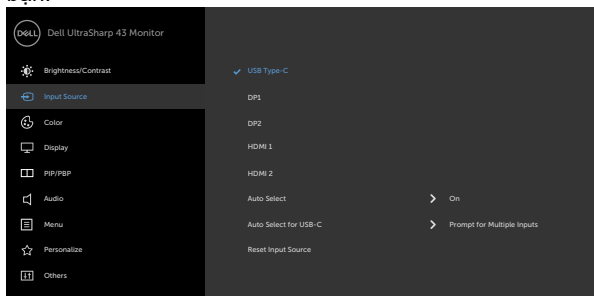 DELL
Dell UltraSharp 43 Monitor
Brightness/Contrast
USB Type-C
Input Source
DP1
Color
DP2
Display
HDMI 1
PIP/PBP
HDMI 2
Audio
Auto Select
On
Menu
Auto Select for USB-C
Prompt for Multiple Inputs
Personalize
Reset Input Source
Others